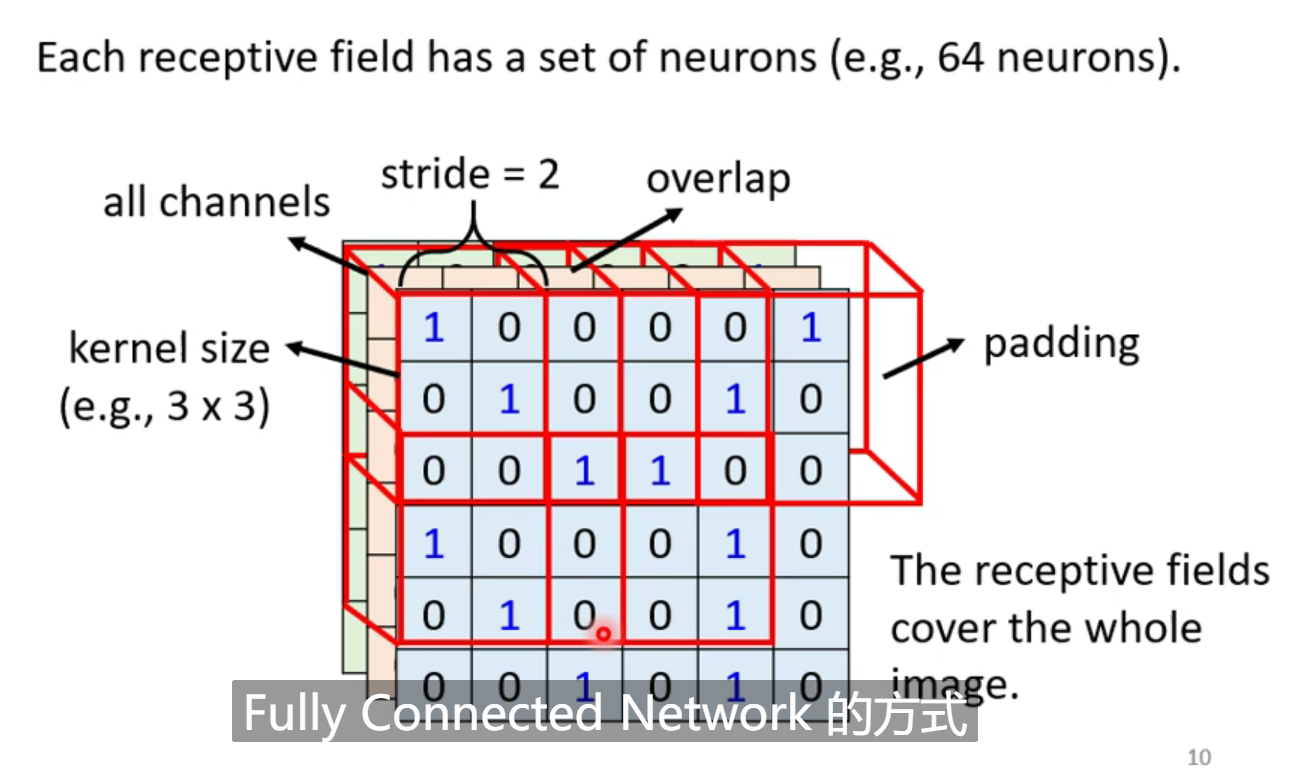 Each receptive field has a set of neurons (e.g., 64 neurons).
stride = 2
overlap
all channels
kernel size
(e.g., 3 x 3)
padding
1 0 0 0 0 1
0 1 0 0 1 0
0 0 1 1 0 0
1 0 0 0 1 0
0 1 0 0 1 0
0 0 1 0 1 0
The receptive fields
cover the whole
image.
Fully Connected Network 的方式
10